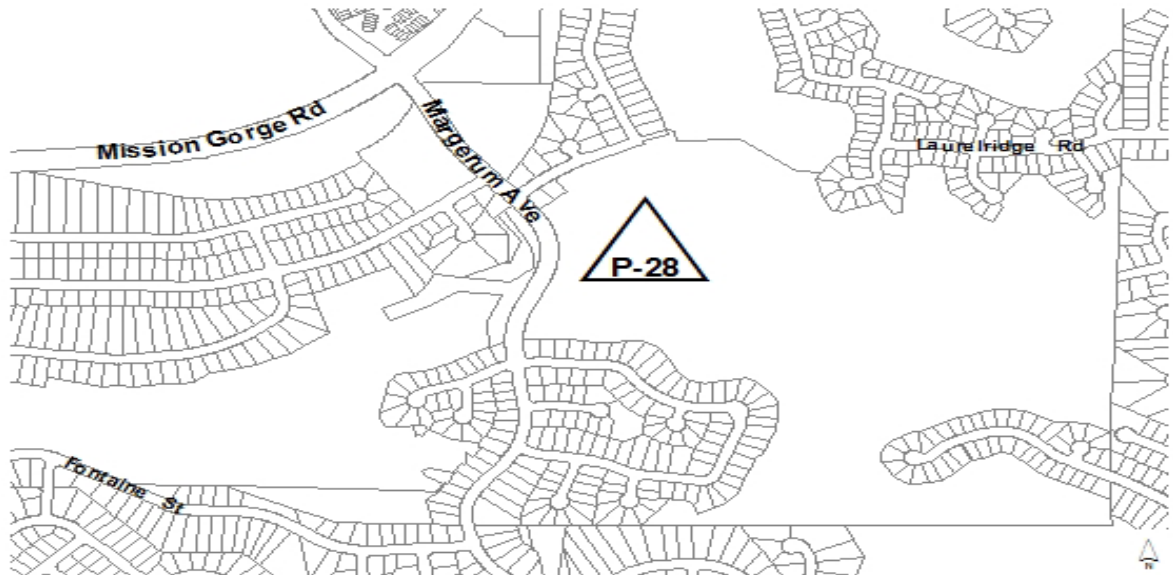 Mission Gorge Rd
Margerum AVe
Laurelridge Rd
P-28
Fontaine St
N